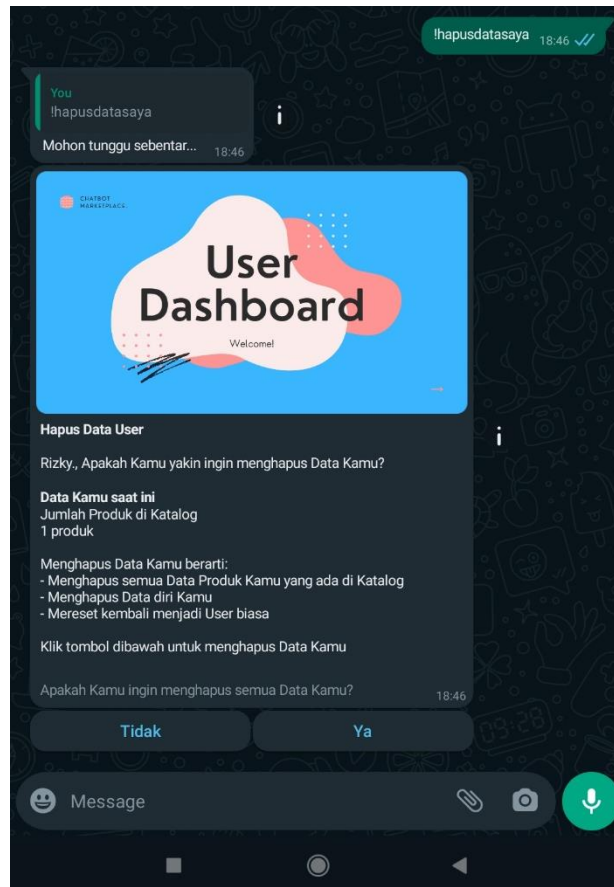 !hapusdatasaya 18:46
You
!hapusdatasaya
Mohon tunggu sebentar... 18:46
CHATBOT
MARKETPLACE.
User
Dashboard
Welcome!
Hapus Data User
Rizky., Apakah Kamu yakin ingin menghapus Data Kamu?
Data Kamu saat ini
Jumlah Produk di Katalog
1 produk
Menghapus Data Kamu berarti:
- Menghapus semua Data Produk Kamu yang ada di Katalog
- Menghapus Data diri Kamu
- Mereset kembali menjadi User biasa
Klik tombol dibawah untuk menghapus Data Kamu
Apakah Kamu ingin menghapus semua Data Kamu? 18:46
Tidak
Ya
Message